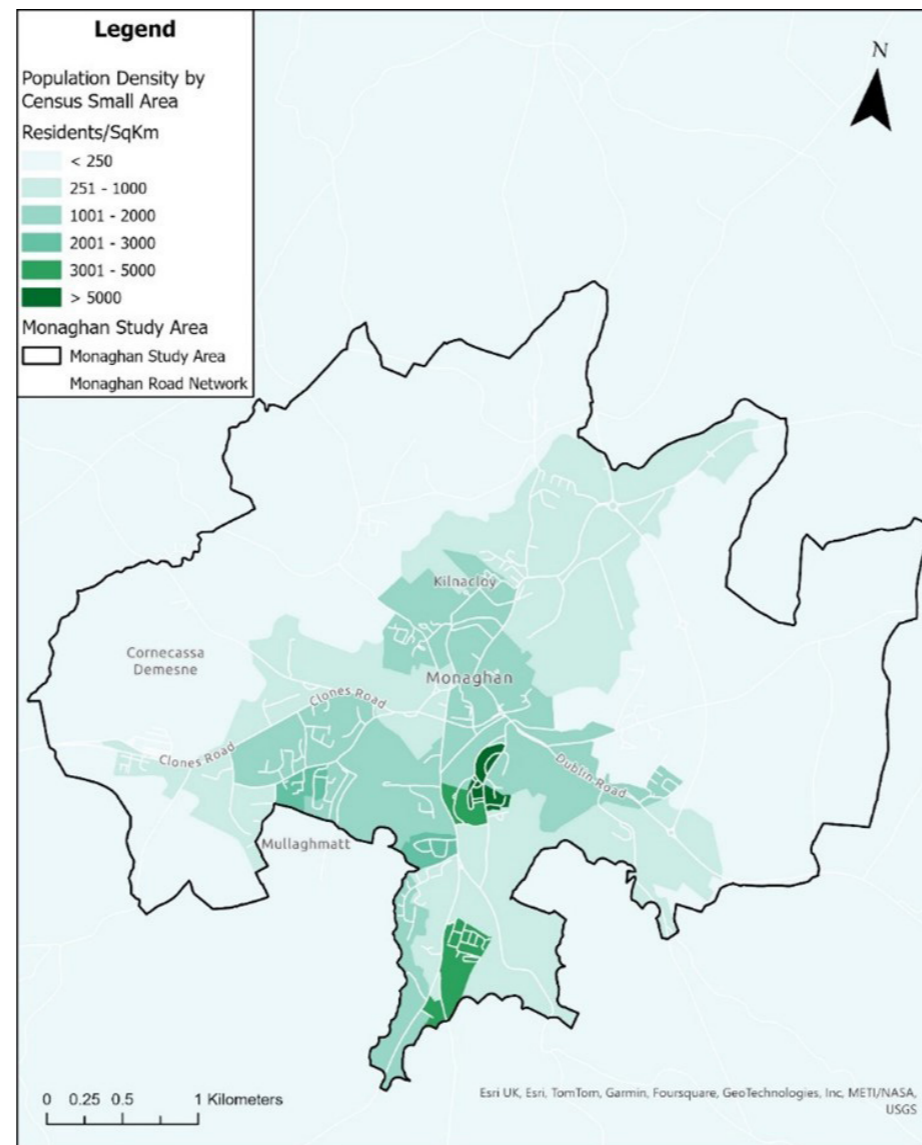 Legend
Population Density by
Census Small Area
Residents/SqKm
< 250
251 - 1000
1001 - 2000
2001 - 3000
3001 - 5000
> 5000
Monaghan Study Area
Monaghan Study Area
Monaghan Road Network
N
Kilnacloy
Cornecassa
Demesne
Monaghan
Clones Road
Clones Road
Dublin Road
Mullaghmatt
0 0.25 0.5 1 Kilometers
Esri UK, Esri, TomTom, Garmin, Foursquare, GeoTechnologies, Inc, METI/NASA,
USGS